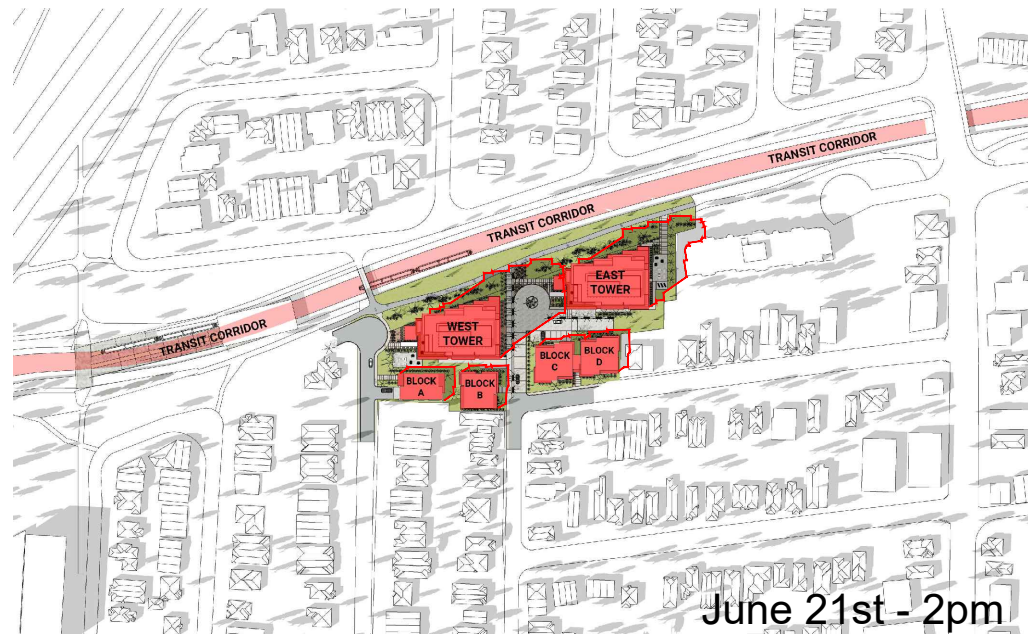 TRANSIT CORRIDOR
TRANSIT CORRIDOR
TRANSIT CORRIDOR
EAST
TOWER
WEST
TOWER
BLOCK
C
BLOCK
D
BLOCK
A
BLOCK
B
June 21st - 2pm